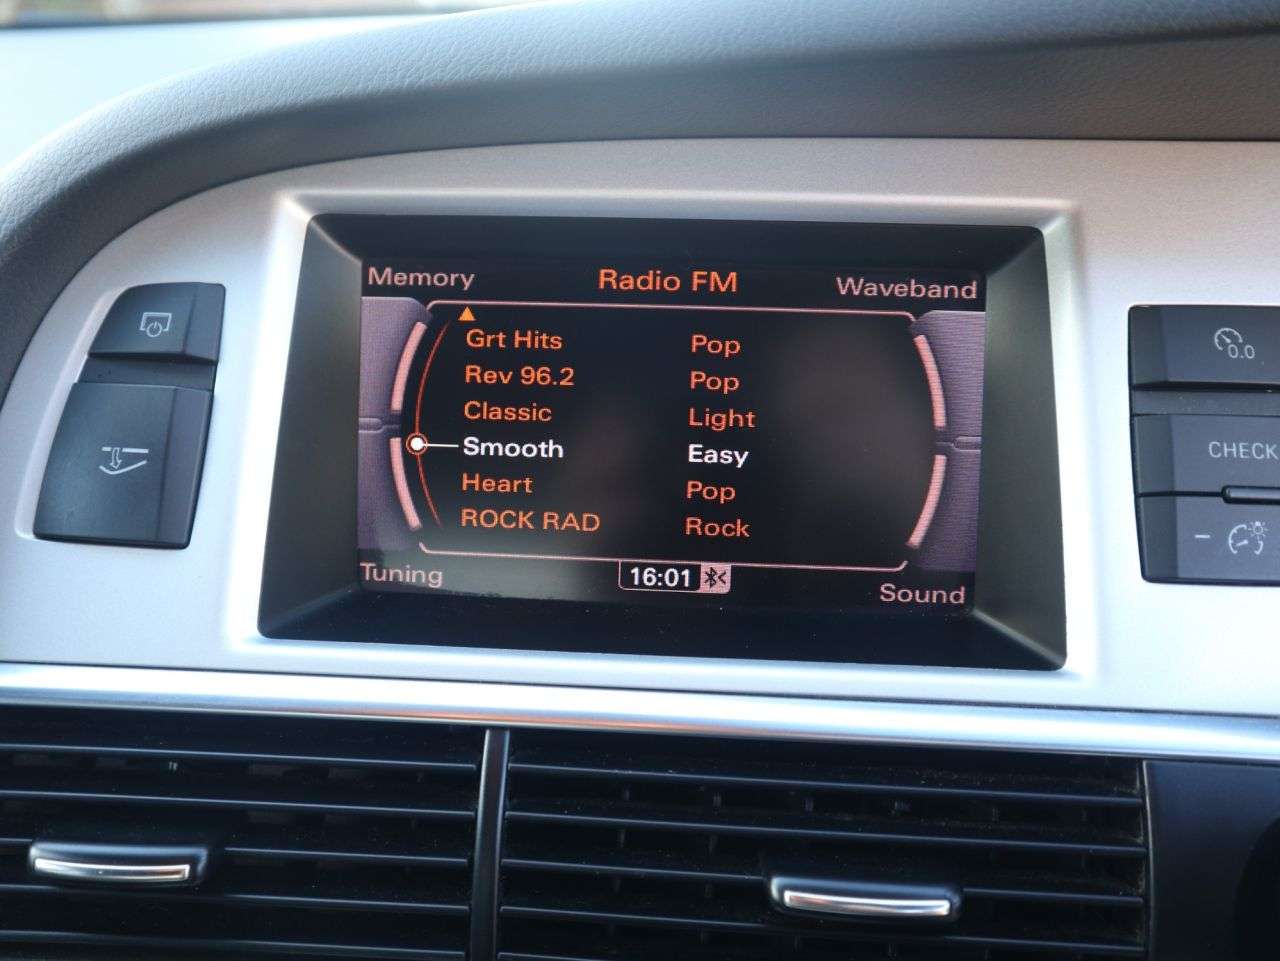 Memory Radio FM Waveband
Grt Hits Pop
Rev 96.2 Pop
Classic Light
Smooth Easy
Heart Pop
ROCK RAD Rock
Tuning 16:01 Sound
0.0
CHECK